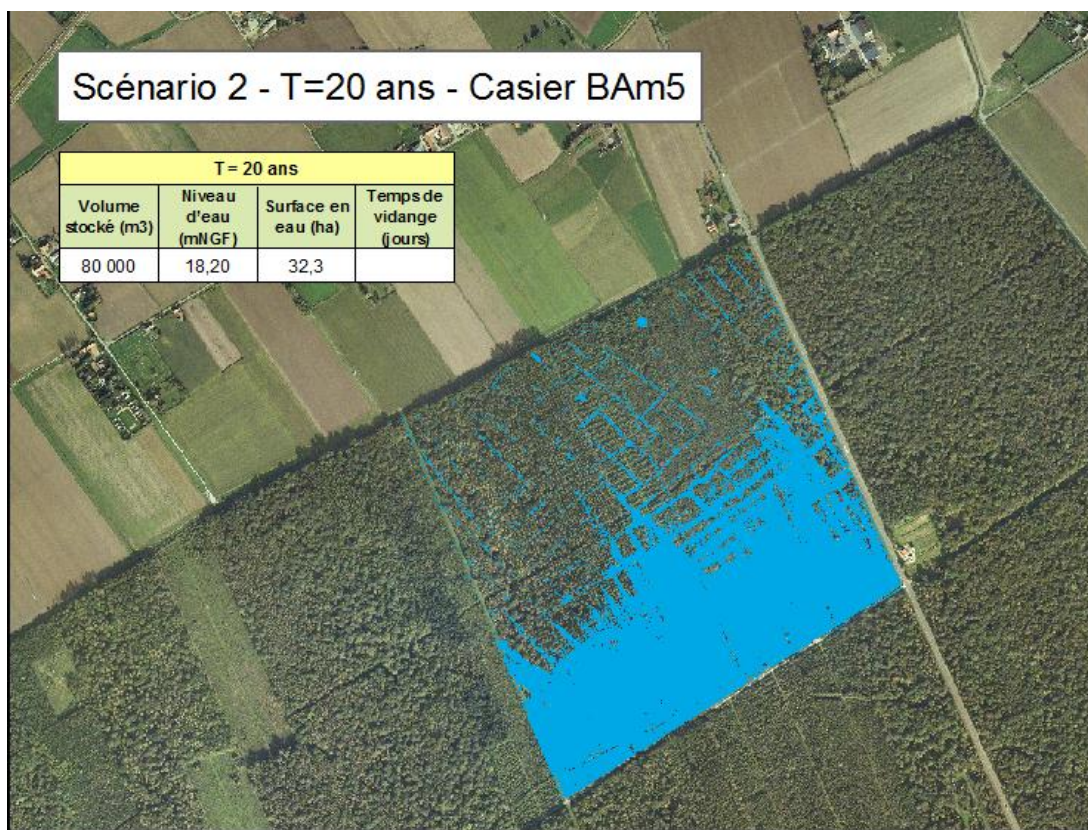 Scénario 2 - T=20 ans - Casier BAm5
T = 20 ans
Volume stocké (m3) Niveau d'eau (mNGF) Surface en eau (ha) Temps de vidange (jours)
80 000 18,20 32,3